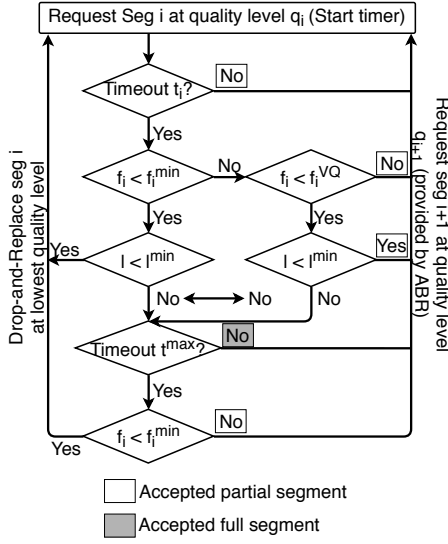 Request Seg i at quality level qᵢ (Start timer)
Timeout tᵢ?
No
Yes
fᵢ < fᵢᵐⁱⁿ
No
fᵢ < fᵢⱽQ
No
Yes
Yes
Yes
l < lᵐⁱⁿ
l < lᵐⁱⁿ
Yes
No
No
No
Timeout tᵐᵃˣ?
No
Yes
fᵢ < fᵢᵐⁱⁿ
No
Yes
Drop-and-Replace seg i
at lowest quality level
Request seg i+1 at quality level
qᵢ₊₁ (provided by ABR)
Accepted partial segment
Accepted full segment